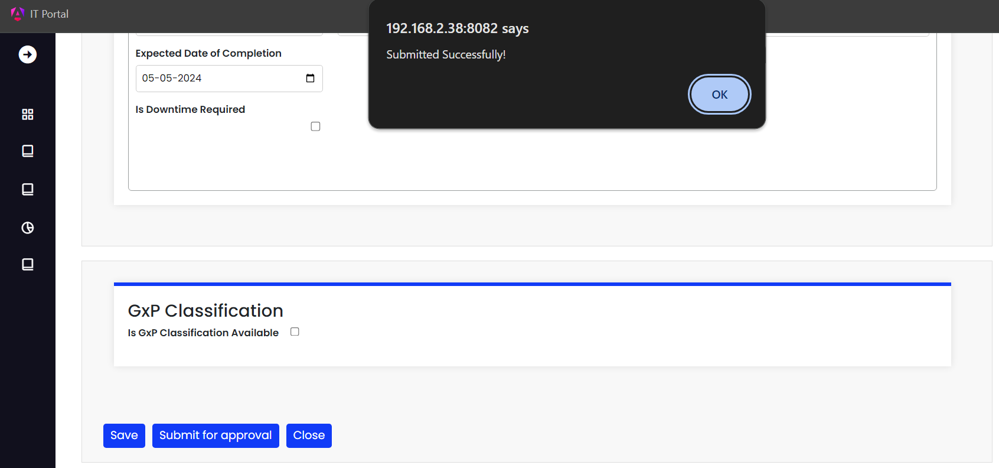 IT Portal
192.168.2.38:8082 says
Submitted Successfully!
OK
Expected Date of Completion
05-05-2024
Is Downtime Required
GxP Classification
Is GxP Classification Available
Save
Submit for approval
Close